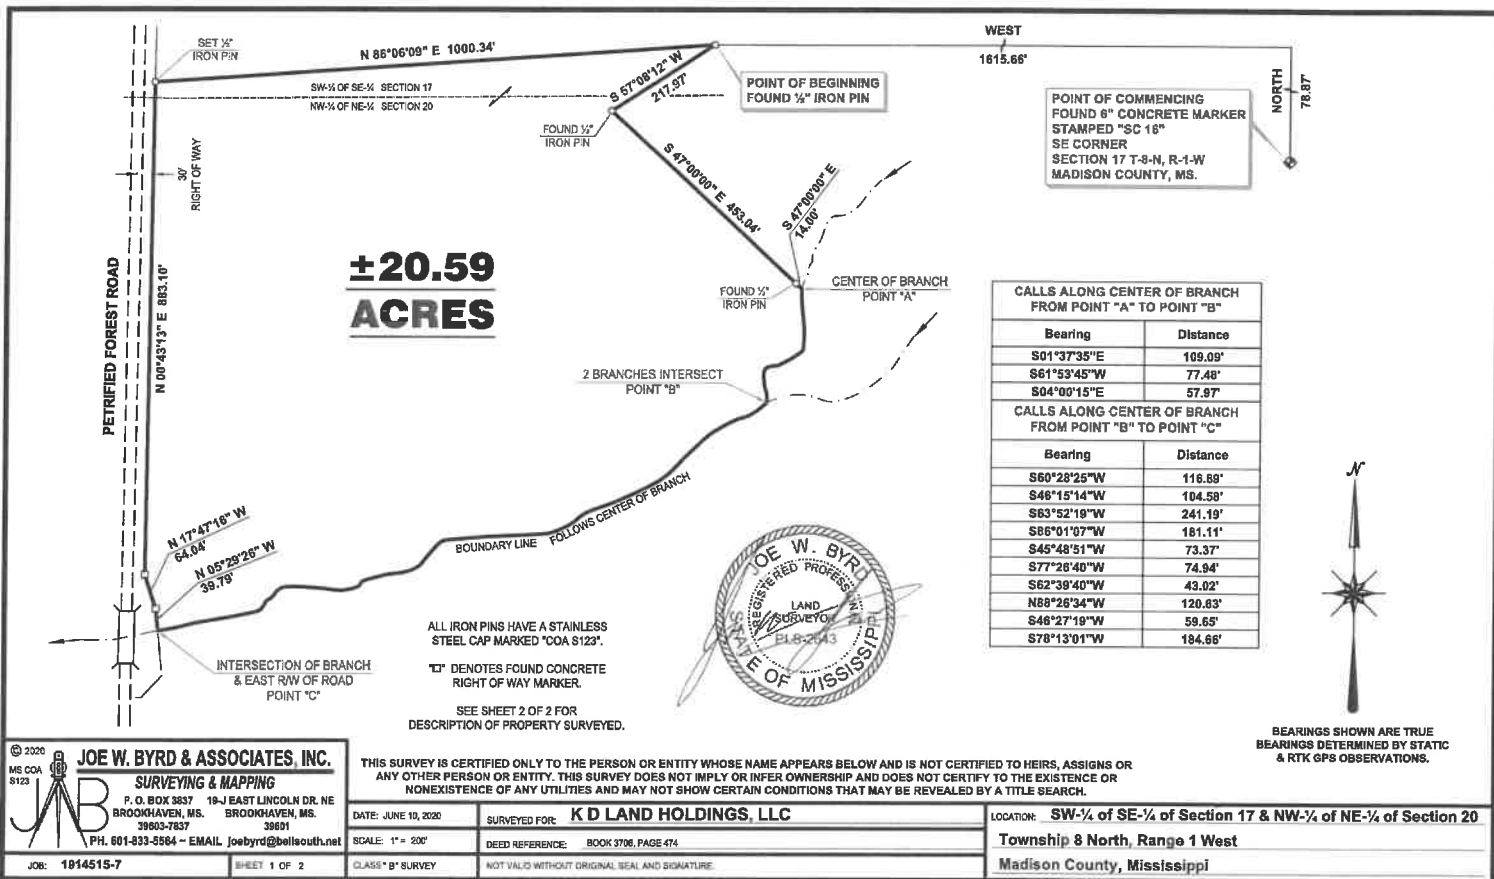 SET ½"
IRON PIN
N 86°06'09" E 1000.34'
SW-¼ OF SE-¼ SECTION 17
NW-¼ OF NE-¼ SECTION 20
S 57°08'12" W
217.97'
WEST
1615.66'
NORTH
78.87'
POINT OF BEGINNING
FOUND ½" IRON PIN
POINT OF COMMENCING
FOUND 6" CONCRETE MARKER
STAMPED "SC 16"
SE CORNER
SECTION 17 T-8-N, R-1-W
MADISON COUNTY, MS.
FOUND ½"
IRON PIN
30'
RIGHT OF WAY
S 47°00'00" E 453.04'
S 47°00'00" E
14.00'
PETRIFIED FOREST ROAD
N 00°43'13" E 883.10'
±20.59
ACRES
FOUND ½"
IRON PIN
CENTER OF BRANCH
POINT "A"
2 BRANCHES INTERSECT
POINT "B"
CALLS ALONG CENTER OF BRANCH
FROM POINT "A" TO POINT "B"
Bearing Distance
S01°37'35"E 109.09'
S61°53'45"W 77.48'
S04°00'15"E 57.97'
CALLS ALONG CENTER OF BRANCH
FROM POINT "B" TO POINT "C"
Bearing Distance
S60°28'25"W 116.89'
S46°15'14"W 104.58'
S63°52'19"W 241.19'
S86°01'07"W 181.11'
S45°48'51"W 73.37'
S77°26'40"W 74.94'
S62°39'40"W 43.02'
N88°26'34"W 120.63'
S46°27'19"W 59.65'
S78°13'01"W 184.66'
N
N 17°47'16" W
64.04'
N 05°29'26" W
39.79'
BOUNDARY LINE FOLLOWS CENTER OF BRANCH
INTERSECTION OF BRANCH
& EAST R/W OF ROAD
POINT "C"
ALL IRON PINS HAVE A STAINLESS
STEEL CAP MARKED "COA S123".
"□" DENOTES FOUND CONCRETE
RIGHT OF WAY MARKER.
SEE SHEET 2 OF 2 FOR
DESCRIPTION OF PROPERTY SURVEYED.
JOE W. BYRD
REGISTERED PROFESSIONAL
LAND
SURVEYOR
PLS-2643
STATE OF MISSISSIPPI
BEARINGS SHOWN ARE TRUE
BEARINGS DETERMINED BY STATIC
& RTK GPS OBSERVATIONS.
© 2020
MS COA
S123
JAB
JOE W. BYRD & ASSOCIATES, INC.
SURVEYING & MAPPING
P. O. BOX 3837 19-J EAST LINCOLN DR. NE
BROOKHAVEN, MS. BROOKHAVEN, MS.
39603-7837 39601
PH. 601-833-5564 ~ EMAIL joebyrd@bellsouth.net
JOB: 191451S-7
SHEET 1 OF 2
THIS SURVEY IS CERTIFIED ONLY TO THE PERSON OR ENTITY WHOSE NAME APPEARS BELOW AND IS NOT CERTIFIED TO HEIRS, ASSIGNS OR
ANY OTHER PERSON OR ENTITY. THIS SURVEY DOES NOT IMPLY OR INFER OWNERSHIP AND DOES NOT CERTIFY TO THE EXISTENCE OR
NONEXISTENCE OF ANY UTILITIES AND MAY NOT SHOW CERTAIN CONDITIONS THAT MAY BE REVEALED BY A TITLE SEARCH.
DATE: JUNE 10, 2020
SCALE: 1" = 200'
CLASS "B" SURVEY
SURVEYED FOR: K D LAND HOLDINGS, LLC
DEED REFERENCE: BOOK 3706, PAGE 474
NOT VALID WITHOUT ORIGINAL SEAL AND SIGNATURE.
LOCATION: SW-¼ of SE-¼ of Section 17 & NW-¼ of NE-¼ of Section 20
Township 8 North, Range 1 West
Madison County, Mississippi